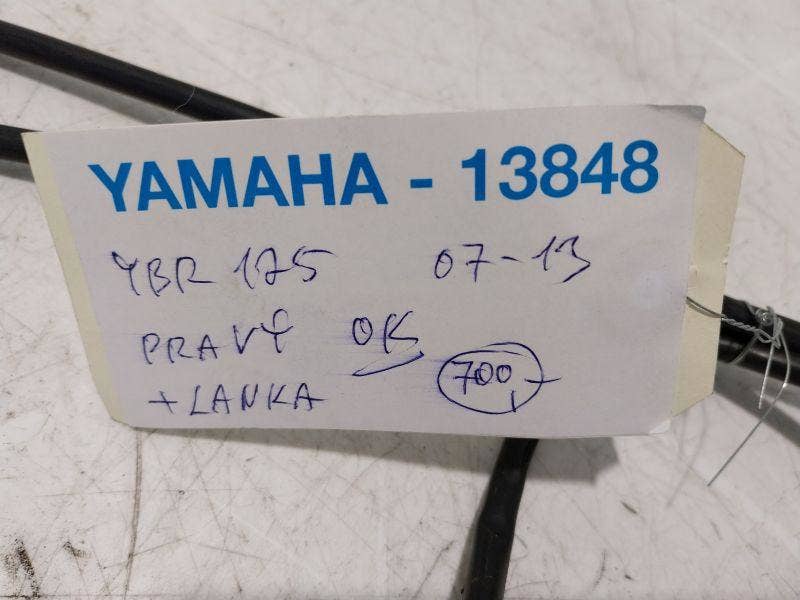 YAMAHA - 13848
YBR 125 07-13
PRAVÝ OK
+ LANKA 700,-